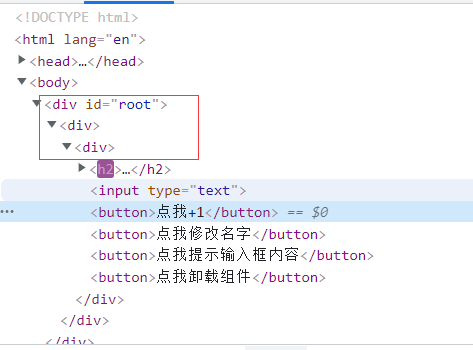 <!DOCTYPE html>
<html lang="en">
<head>…</head>
<body>
<div id="root">
<div>
<div>
<h2>…</h2>
<input type="text">
<button>点我+1</button> == $0
<button>点我修改名字</button>
<button>点我提示输入框内容</button>
<button>点我卸载组件</button>
</div>
</div>
</div>